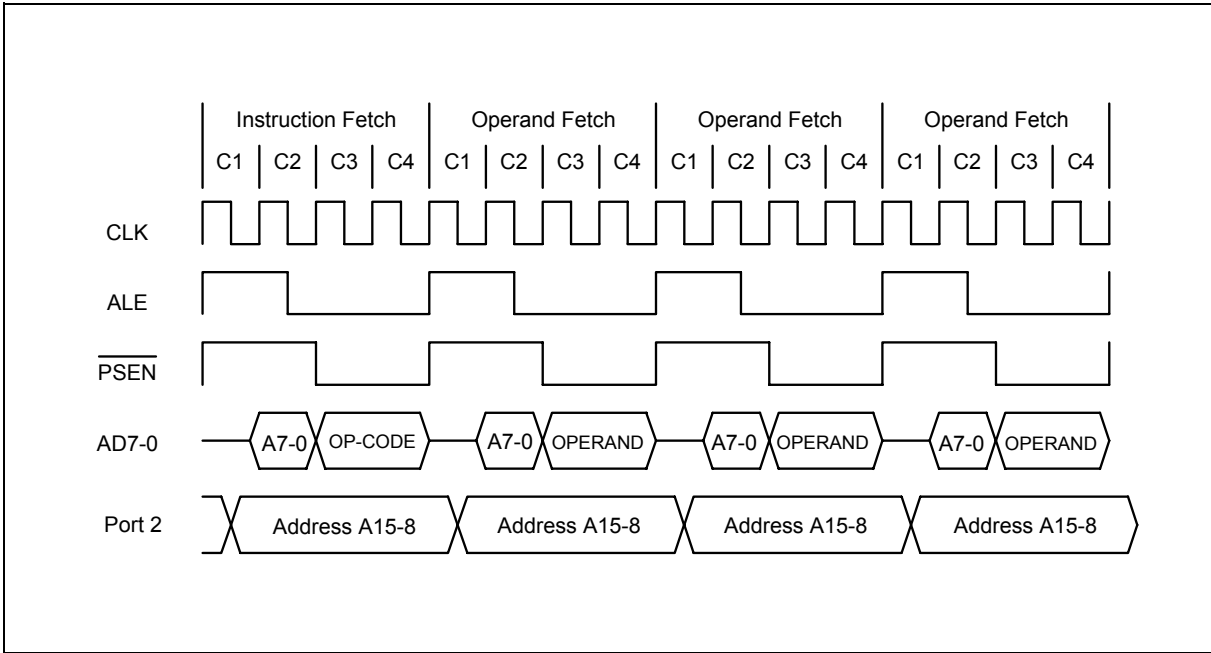 Instruction Fetch Operand Fetch Operand Fetch Operand Fetch
C1 C2 C3 C4 C1 C2 C3 C4 C1 C2 C3 C4 C1 C2 C3 C4
CLK
ALE
PSEN
AD7-0 A7-0 OP-CODE A7-0 OPERAND A7-0 OPERAND A7-0 OPERAND
Port 2 Address A15-8 Address A15-8 Address A15-8 Address A15-8